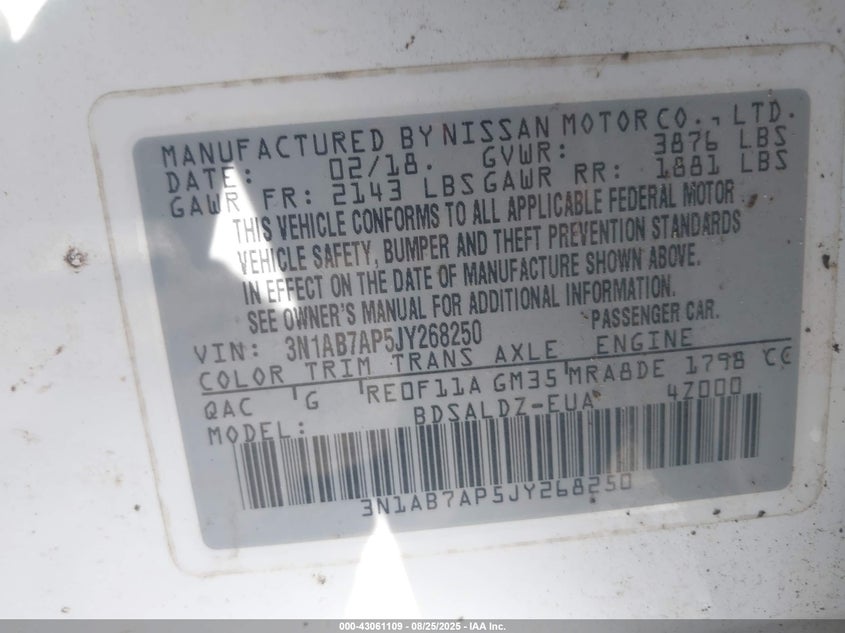 MANUFACTURED BY NISSAN MOTOR CO., LTD.
DATE: 02/18. GVWR: 3876 LBS
GAWR FR: 2143 LBS GAWR RR: 1881 LBS
THIS VEHICLE CONFORMS TO ALL APPLICABLE FEDERAL MOTOR
VEHICLE SAFETY, BUMPER AND THEFT PREVENTION STANDARDS
IN EFFECT ON THE DATE OF MANUFACTURE SHOWN ABOVE.
SEE OWNER'S MANUAL FOR ADDITIONAL INFORMATION.
VIN: 3N1AB7AP5JY268250 PASSENGER CAR.
COLOR TRIM TRANS AXLE ENGINE
QAC G RE0F11A GM35 MRA8DE 1798 CC
MODEL: BDSALDZ-EUA 4Z000
3N1AB7AP5JY268250
000-43061109 - 08/25/2025 - IAA Inc.